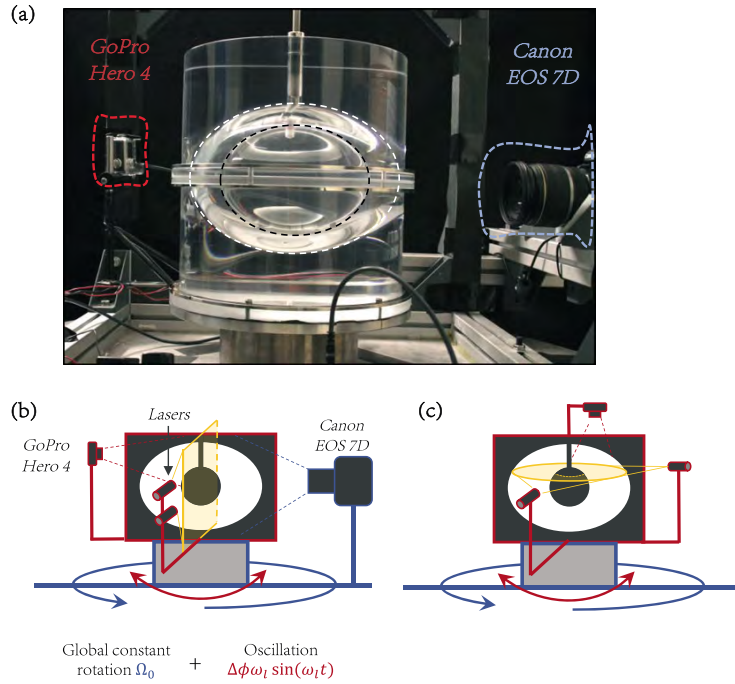 (a)
GoPro
Hero 4
Canon
EOS 7D
(b)
Lasers
GoPro
Hero 4
Canon
EOS 7D
(c)
Global constant
rotation Ω₀
+
Oscillation
Δϕωₗ sin(ωₗt)